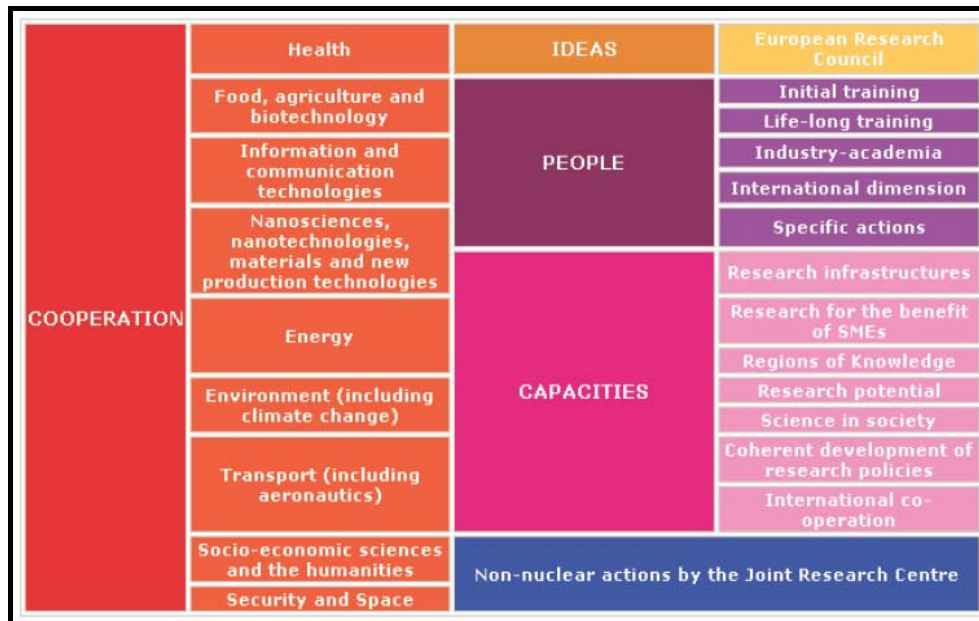 COOPERATION
Health
Food, agriculture and
biotechnology
Information and
communication
technologies
Nanosciences,
nanotechnologies,
materials and new
production technologies
Energy
Environment (including
climate change)
Transport (including
aeronautics)
Socio-economic sciences
and the humanities
Security and Space
IDEAS
European Research
Council
PEOPLE
Initial training
Life-long training
Industry-academia
International dimension
Specific actions
CAPACITIES
Research infrastructures
Research for the benefit
of SMEs
Regions of Knowledge
Research potential
Science in society
Coherent development of
research policies
International co-
operation
Non-nuclear actions by the Joint Research Centre